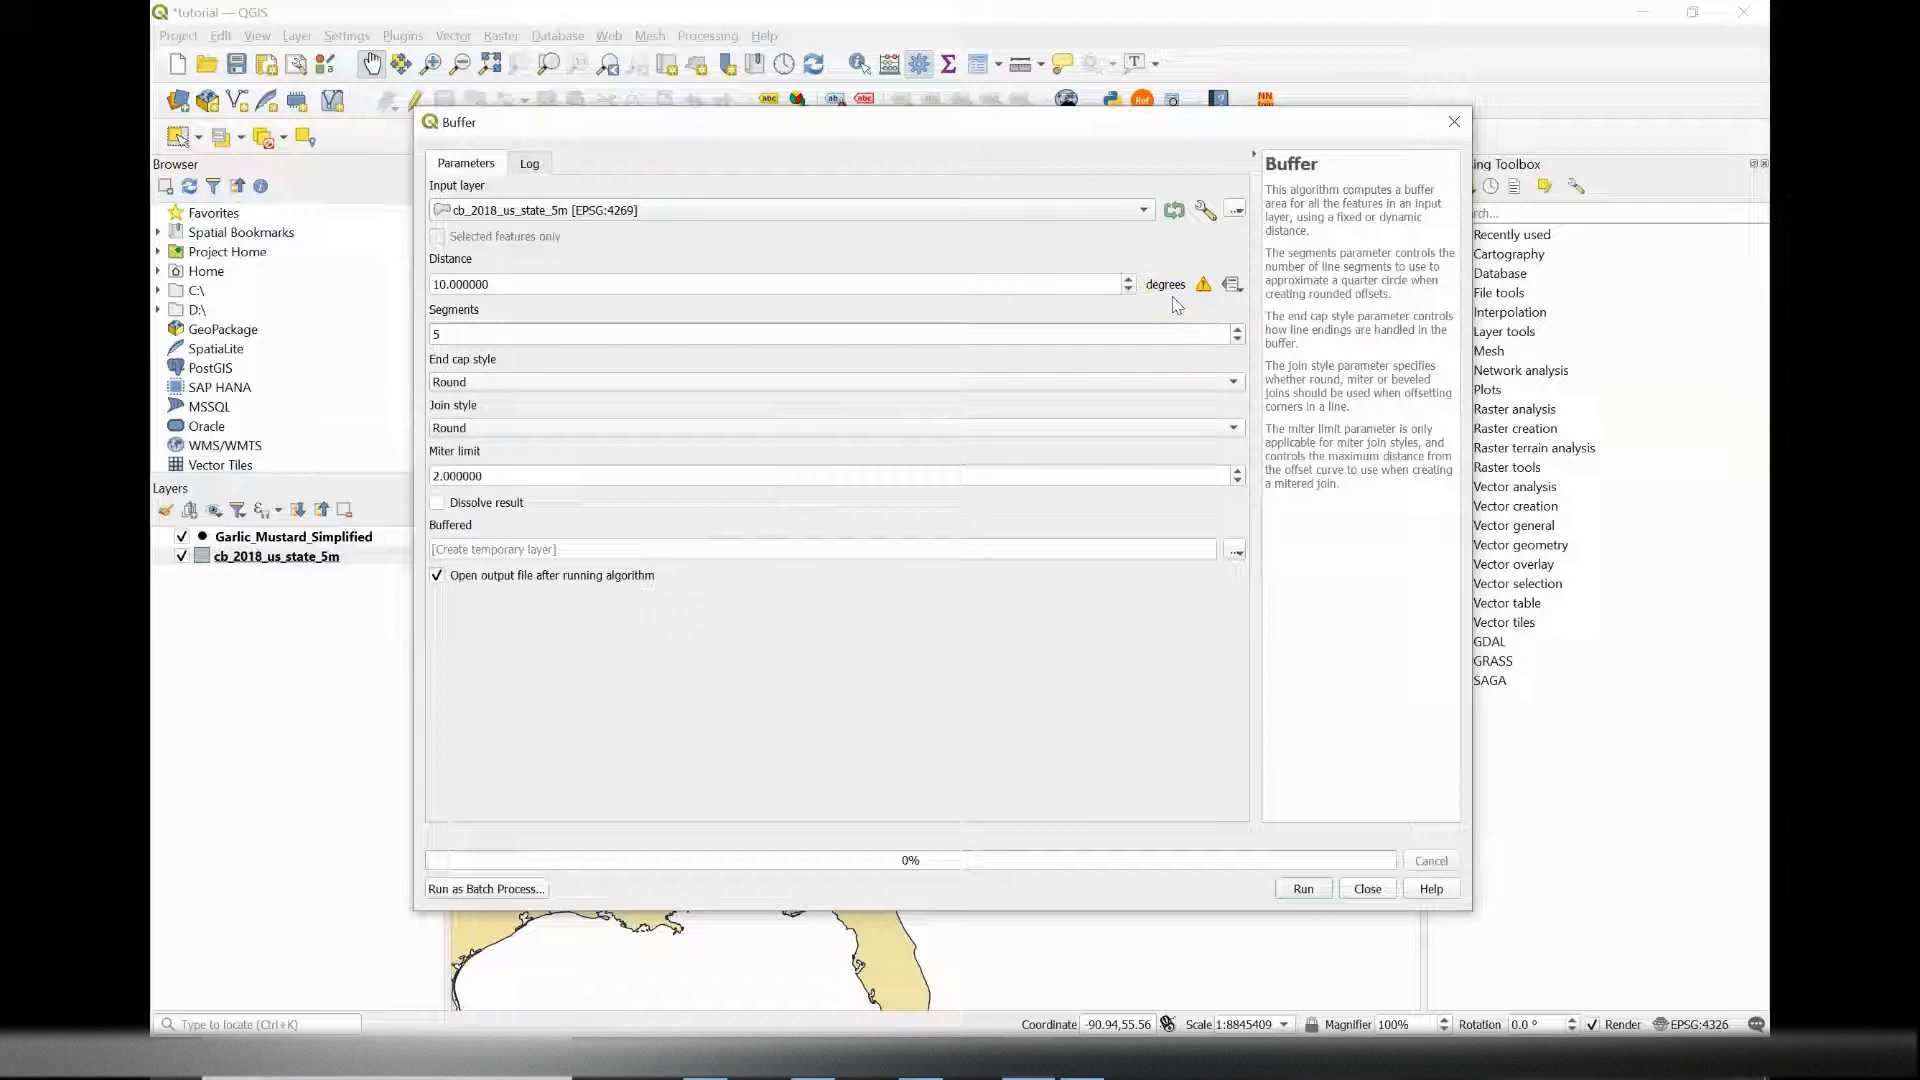 *tutorial — QGIS
Project Edit View Layer Settings Plugins Vector Raster Database Web Mesh Processing Help
abc abc abc Ref NN
Buffer
Parameters Log
Input layer
cb_2018_us_state_5m [EPSG:4269]
Selected features only
Distance
10.000000 degrees
Segments
5
End cap style
Round
Join style
Round
Miter limit
2.000000
Dissolve result
Buffered
[Create temporary layer]
Open output file after running algorithm
0%
Cancel
Run as Batch Process...
Run Close Help
Buffer
This algorithm computes a buffer
area for all the features in an input
layer, using a fixed or dynamic
distance.
The segments parameter controls the
number of line segments to use to
approximate a quarter circle when
creating rounded offsets.
The end cap style parameter controls
how line endings are handled in the
buffer.
The join style parameter specifies
whether round, miter or beveled
joins should be used when offsetting
corners in a line.
The miter limit parameter is only
applicable for miter join styles, and
controls the maximum distance from
the offset curve to use when creating
a mitered join.
Browser
Favorites
Spatial Bookmarks
Project Home
Home
C:\
D:\
GeoPackage
SpatiaLite
PostGIS
SAP HANA
MSSQL
Oracle
WMS/WMTS
Vector Tiles
Layers
Garlic_Mustard_Simplified
cb_2018_us_state_5m
ing Toolbox
rch...
Recently used
Cartography
Database
File tools
Interpolation
Layer tools
Mesh
Network analysis
Plots
Raster analysis
Raster creation
Raster terrain analysis
Raster tools
Vector analysis
Vector creation
Vector general
Vector geometry
Vector overlay
Vector selection
Vector table
Vector tiles
GDAL
GRASS
SAGA
Type to locate (Ctrl+K)
Coordinate -90.94,55.56 Scale 1:8845409 Magnifier 100% Rotation 0.0 ° Render EPSG:4326